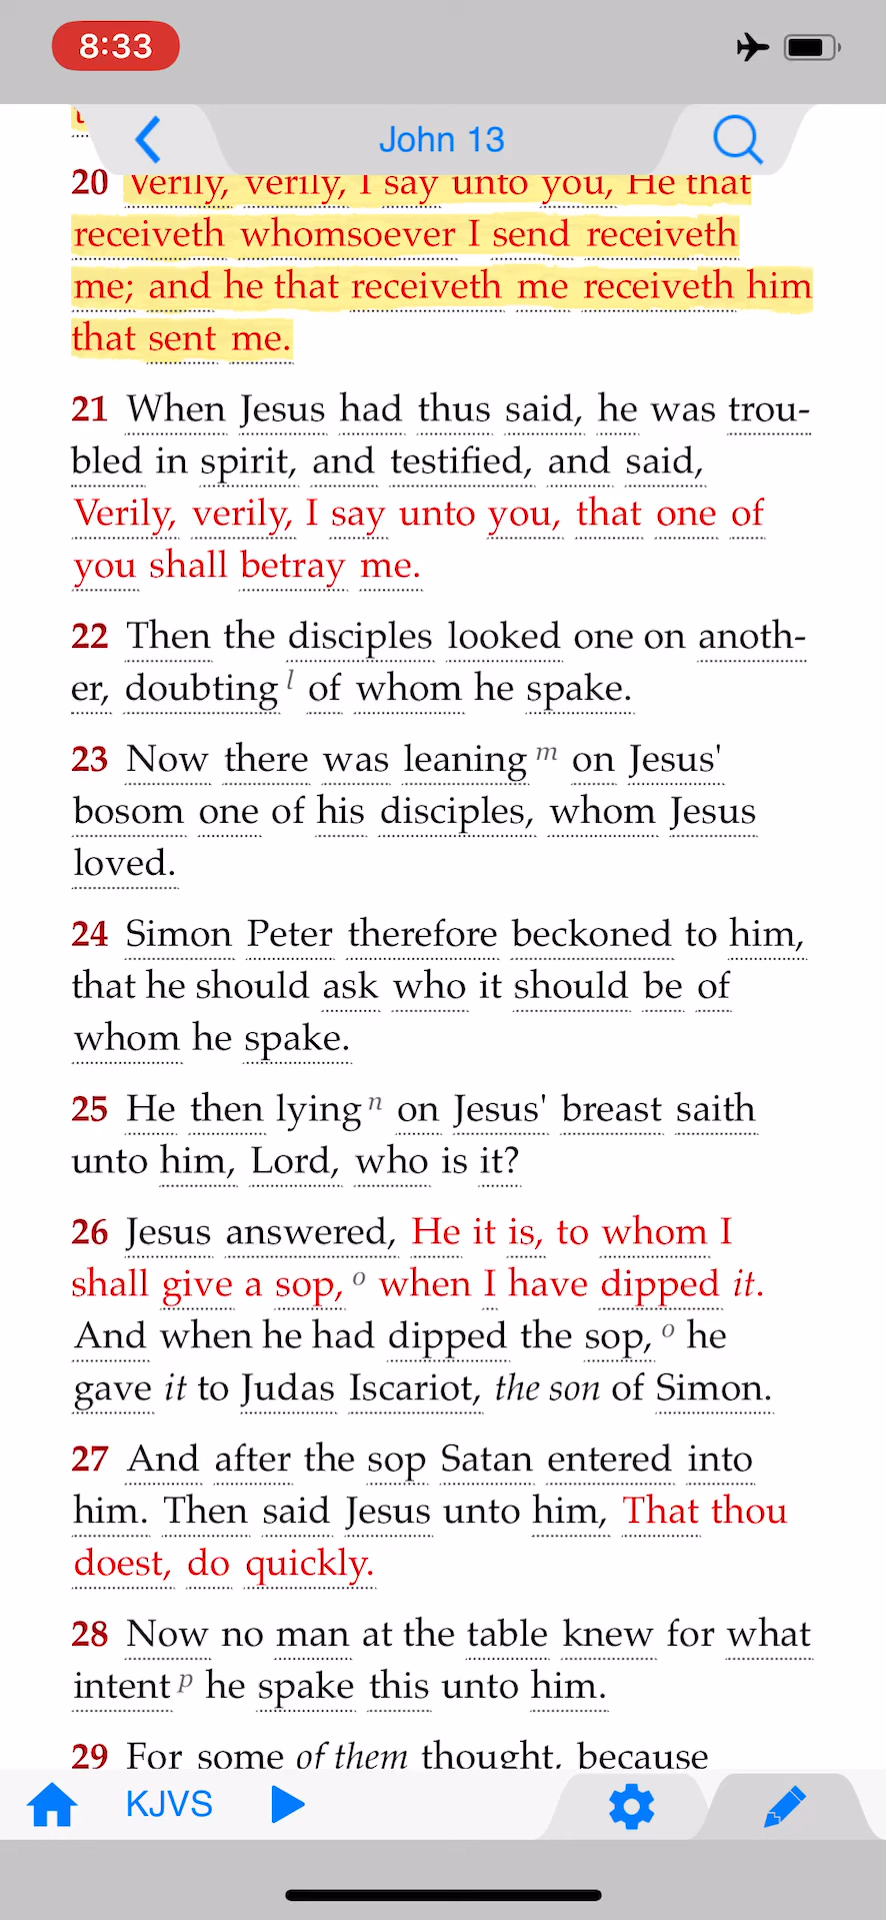 8:33
John 13
20 Verily, verily, I say unto you, He that
receiveth whomsoever I send receiveth
me; and he that receiveth me receiveth him
that sent me.
21 When Jesus had thus said, he was trou-
bled in spirit, and testified, and said,
Verily, verily, I say unto you, that one of
you shall betray me.
22 Then the disciples looked one on anoth-
er, doubting l of whom he spake.
23 Now there was leaning m on Jesus'
bosom one of his disciples, whom Jesus
loved.
24 Simon Peter therefore beckoned to him,
that he should ask who it should be of
whom he spake.
25 He then lying n on Jesus' breast saith
unto him, Lord, who is it?
26 Jesus answered, He it is, to whom I
shall give a sop, o when I have dipped it.
And when he had dipped the sop, o he
gave it to Judas Iscariot, the son of Simon.
27 And after the sop Satan entered into
him. Then said Jesus unto him, That thou
doest, do quickly.
28 Now no man at the table knew for what
intent p he spake this unto him.
29 For some of them thought, because
KJVS